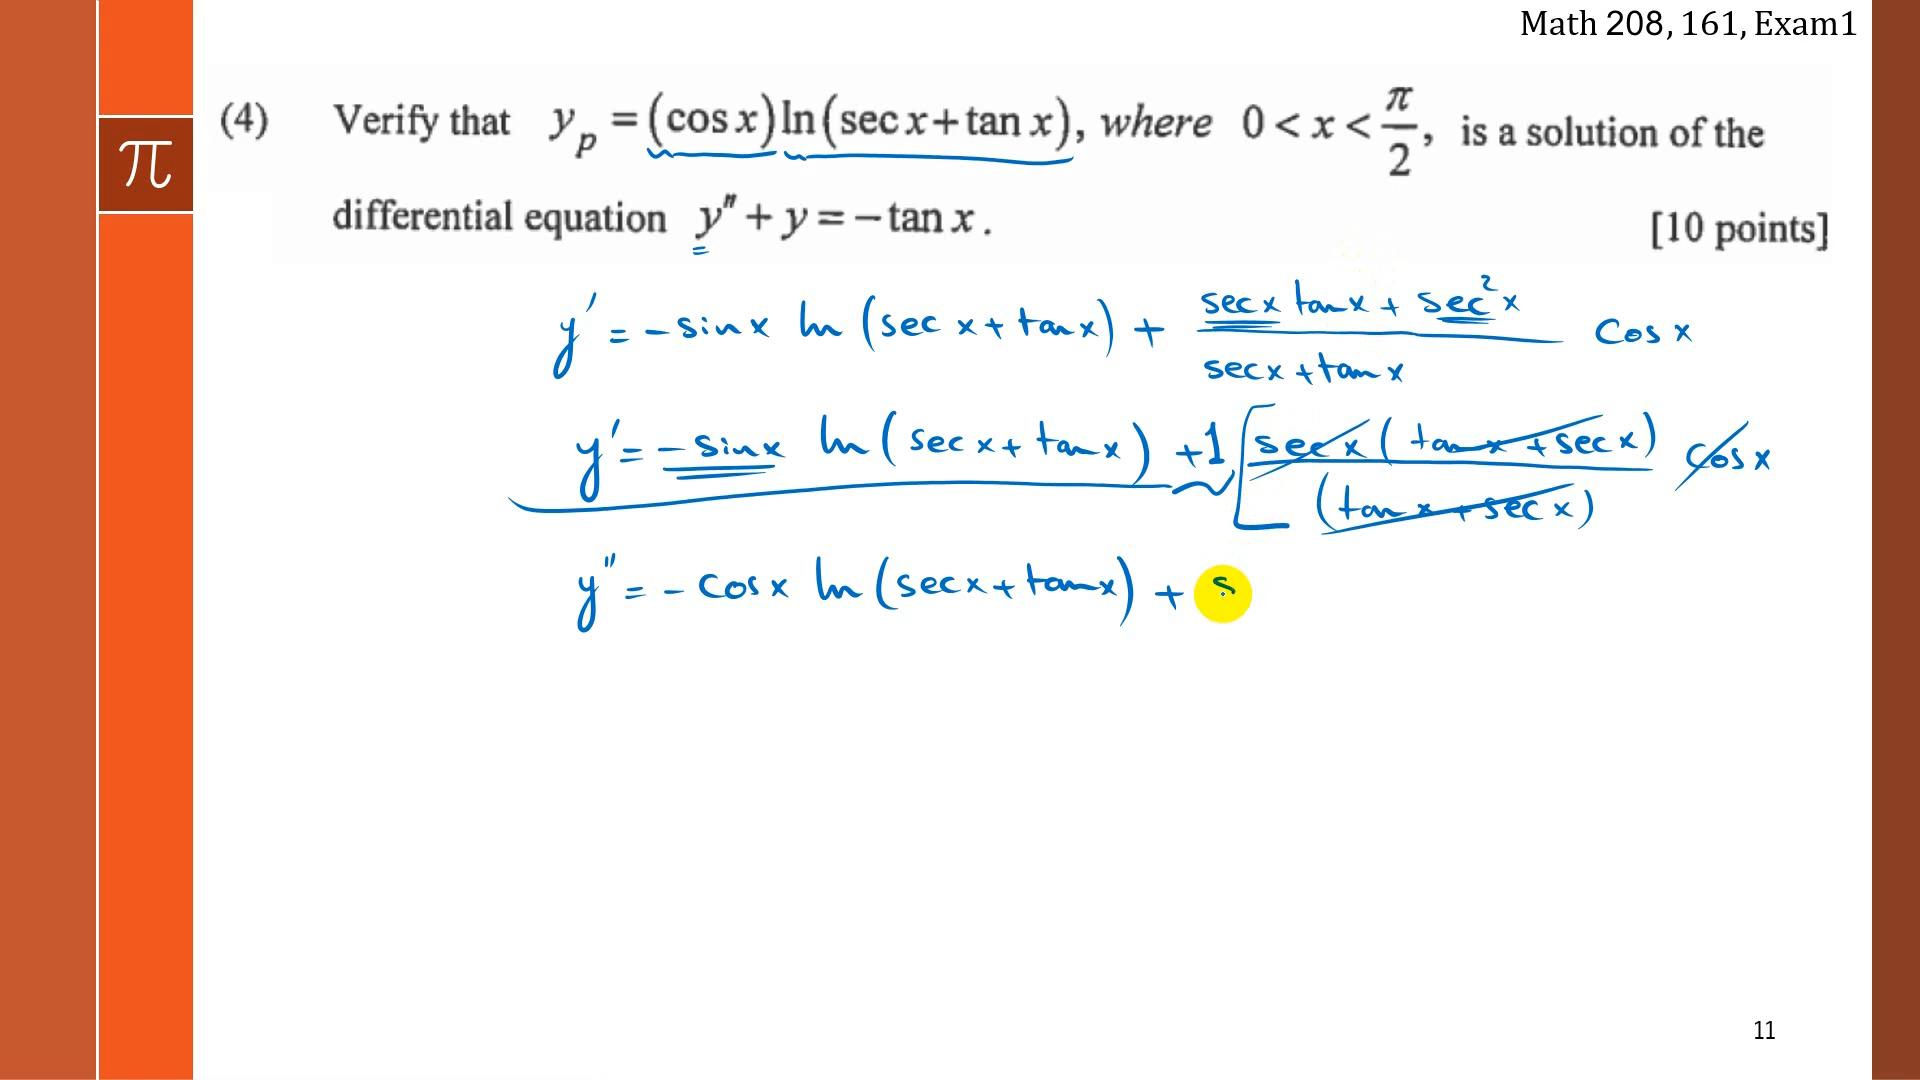 Math 208, 161, Exam1
(4) Verify that y_p = (cos x) ln(sec x + tan x), where 0 < x < π/2, is a solution of the
π
differential equation y″ + y = − tan x . [10 points]
y′ = - sin x ln (sec x + tan x) + (sec x tan x + sec² x)/(sec x + tan x) cos x
y′ = - sin x ln (sec x + tan x) + 1 [ sec x (tan x + sec x)/(tan x + sec x) cos x
y″ = - cos x ln (sec x + tan x) + s
11